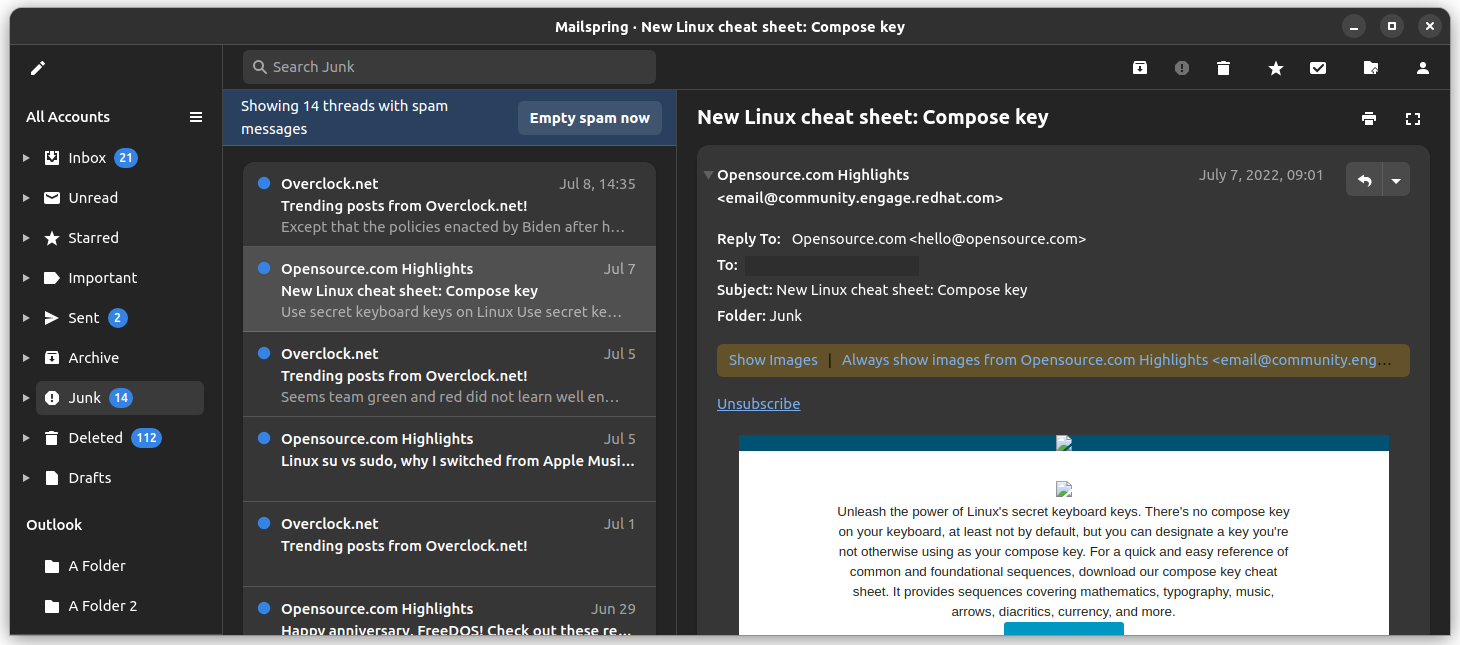 Mailspring · New Linux cheat sheet: Compose key
Search Junk
All Accounts
Inbox 21
Unread
Starred
Important
Sent 2
Archive
Junk 14
Deleted 112
Drafts
Outlook
A Folder
A Folder 2
Showing 14 threads with spam
messages
Empty spam now
Overclock.net Jul 8, 14:35
Trending posts from Overclock.net!
Except that the policies enacted by Biden after h…
Opensource.com Highlights Jul 7
New Linux cheat sheet: Compose key
Use secret keyboard keys on Linux Use secret ke…
Overclock.net Jul 5
Trending posts from Overclock.net!
Seems team green and red did not learn well en…
Opensource.com Highlights Jul 5
Linux su vs sudo, why I switched from Apple Musi…
Overclock.net Jul 1
Trending posts from Overclock.net!
Opensource.com Highlights Jun 29
Happy anniversary, FreeDOS! Check out these re…
New Linux cheat sheet: Compose key
Opensource.com Highlights July 7, 2022, 09:01
<email@community.engage.redhat.com>
Reply To: Opensource.com <hello@opensource.com>
To:
Subject: New Linux cheat sheet: Compose key
Folder: Junk
Show Images | Always show images from Opensource.com Highlights <email@community.eng…
Unsubscribe
Unleash the power of Linux's secret keyboard keys. There's no compose key
on your keyboard, at least not by default, but you can designate a key you're
not otherwise using as your compose key. For a quick and easy reference of
common and foundational sequences, download our compose key cheat
sheet. It provides sequences covering mathematics, typography, music,
arrows, diacritics, currency, and more.